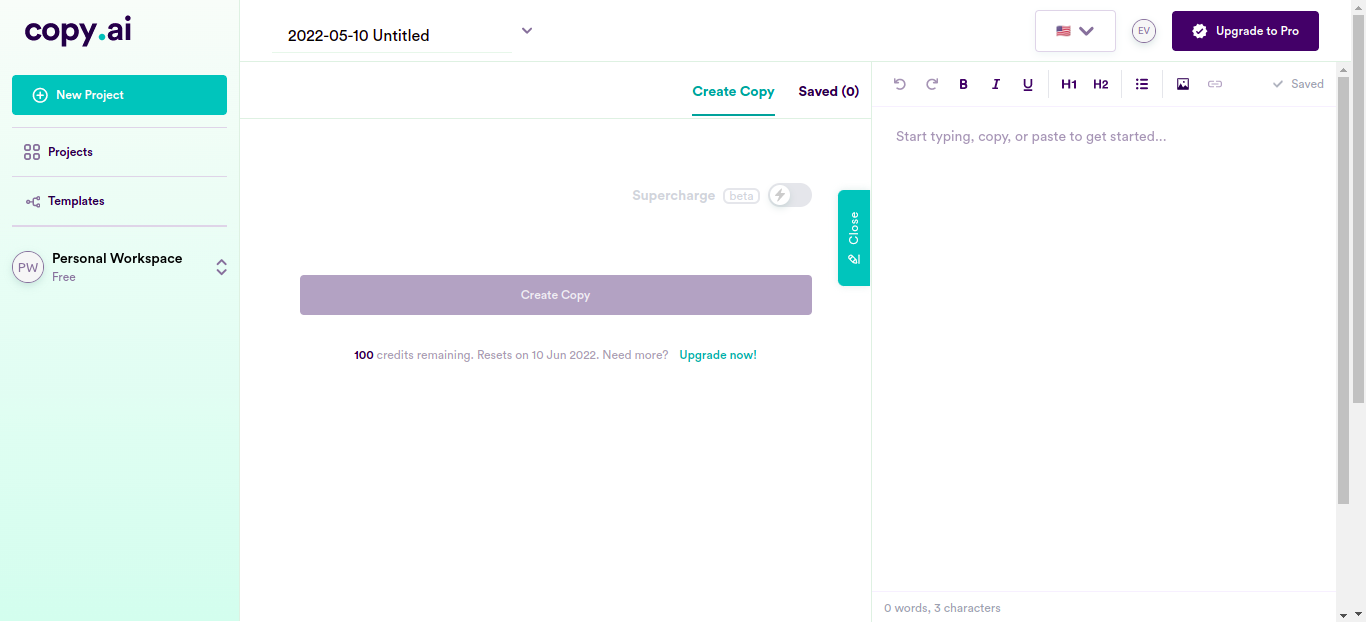 copy.ai
2022-05-10 Untitled
EV
Upgrade to Pro
New Project
Projects
Templates
PW
Personal Workspace
Free
Create Copy
Saved (0)
Supercharge beta
Close
Create Copy
100 credits remaining. Resets on 10 Jun 2022. Need more? Upgrade now!
B I U H1 H2
Saved
Start typing, copy, or paste to get started...
0 words, 3 characters